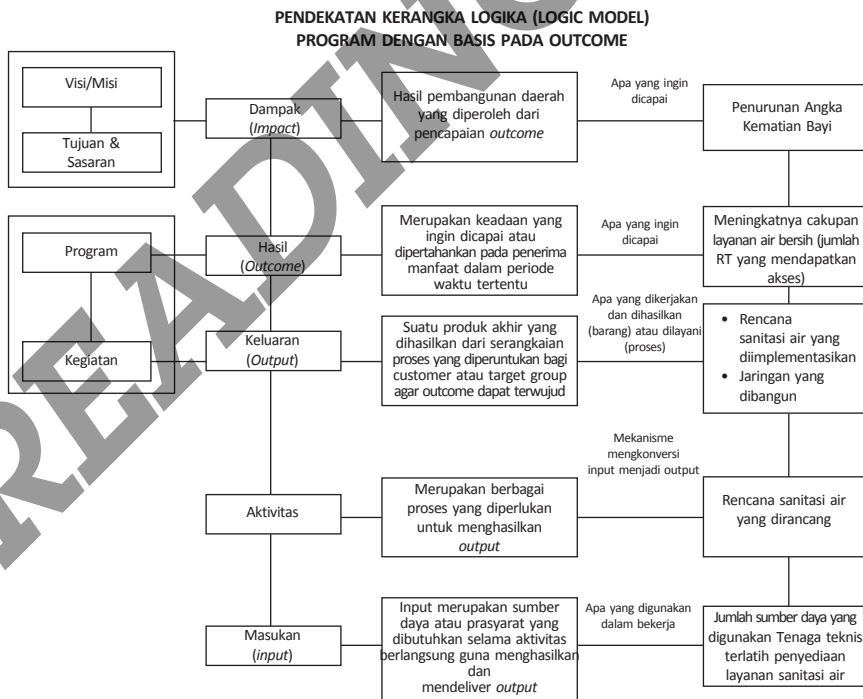 PENDEKATAN KERANGKA LOGIKA (LOGIC MODEL)
PROGRAM DENGAN BASIS PADA OUTCOME
Visi/Misi
Tujuan &
Sasaran
Dampak
(Impact)
Hasil pembangunan daerah
yang diperoleh dari
pencapaian outcome
Apa yang ingin
dicapai
Penurunan Angka
Kematian Bayi
Program
Hasil
(Outcome)
Merupakan keadaan yang
ingin dicapai atau
dipertahankan pada penerima
manfaat dalam periode
waktu tertentu
Apa yang ingin
dicapai
Meningkatnya cakupan
layanan air bersih (jumlah
RT yang mendapatkan
akses)
Kegiatan
Keluaran
(Output)
Suatu produk akhir yang
dihasilkan dari serangkaian
proses yang diperuntukan bagi
customer atau target group
agar outcome dapat terwujud
Apa yang dikerjakan
dan dihasilkan
(barang) atau dilayani
(proses)
• Rencana
sanitasi air yang
diimplementasikan
• Jaringan yang
dibangun
Aktivitas
Merupakan berbagai
proses yang diperlukan
untuk menghasilkan
output
Mekanisme
mengkonversi
input menjadi output
Rencana sanitasi air
yang dirancang
Masukan
(input)
Input merupakan sumber
daya atau prasyarat yang
dibutuhkan selama aktivitas
berlangsung guna menghasilkan
dan
mendeliver output
Apa yang digunakan
dalam bekerja
Jumlah sumber daya yang
digunakan Tenaga teknis
terlatih penyediaan
layanan sanitasi air
READING